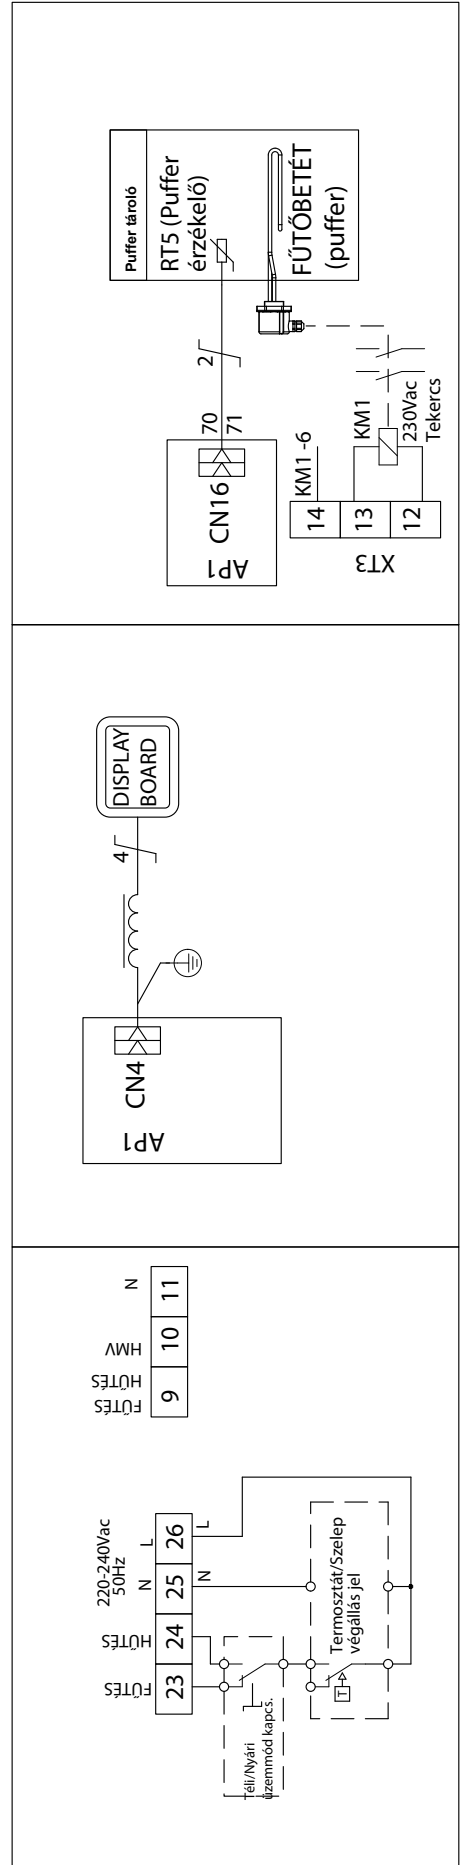 Puffer tároló
RT5 (Puffer
érzékelő)
FŰTŐBETÉT
(puffer)
2
70
71
CN16
AP1
KM1 -6
KM1
230Vac
Tekercs
14
13
12
XT3
DISPLAY
BOARD
4
CN4
AP1
FŰTÉS
HŰTÉS
HMV
N
9
10
11
220-240Vac
50Hz
FŰTÉS
HŰTÉS
N
L
23
24
25
26
N
L
Téli/Nyári
üzemmód kapcs.
Termosztát/Szelep
végállás jel
T